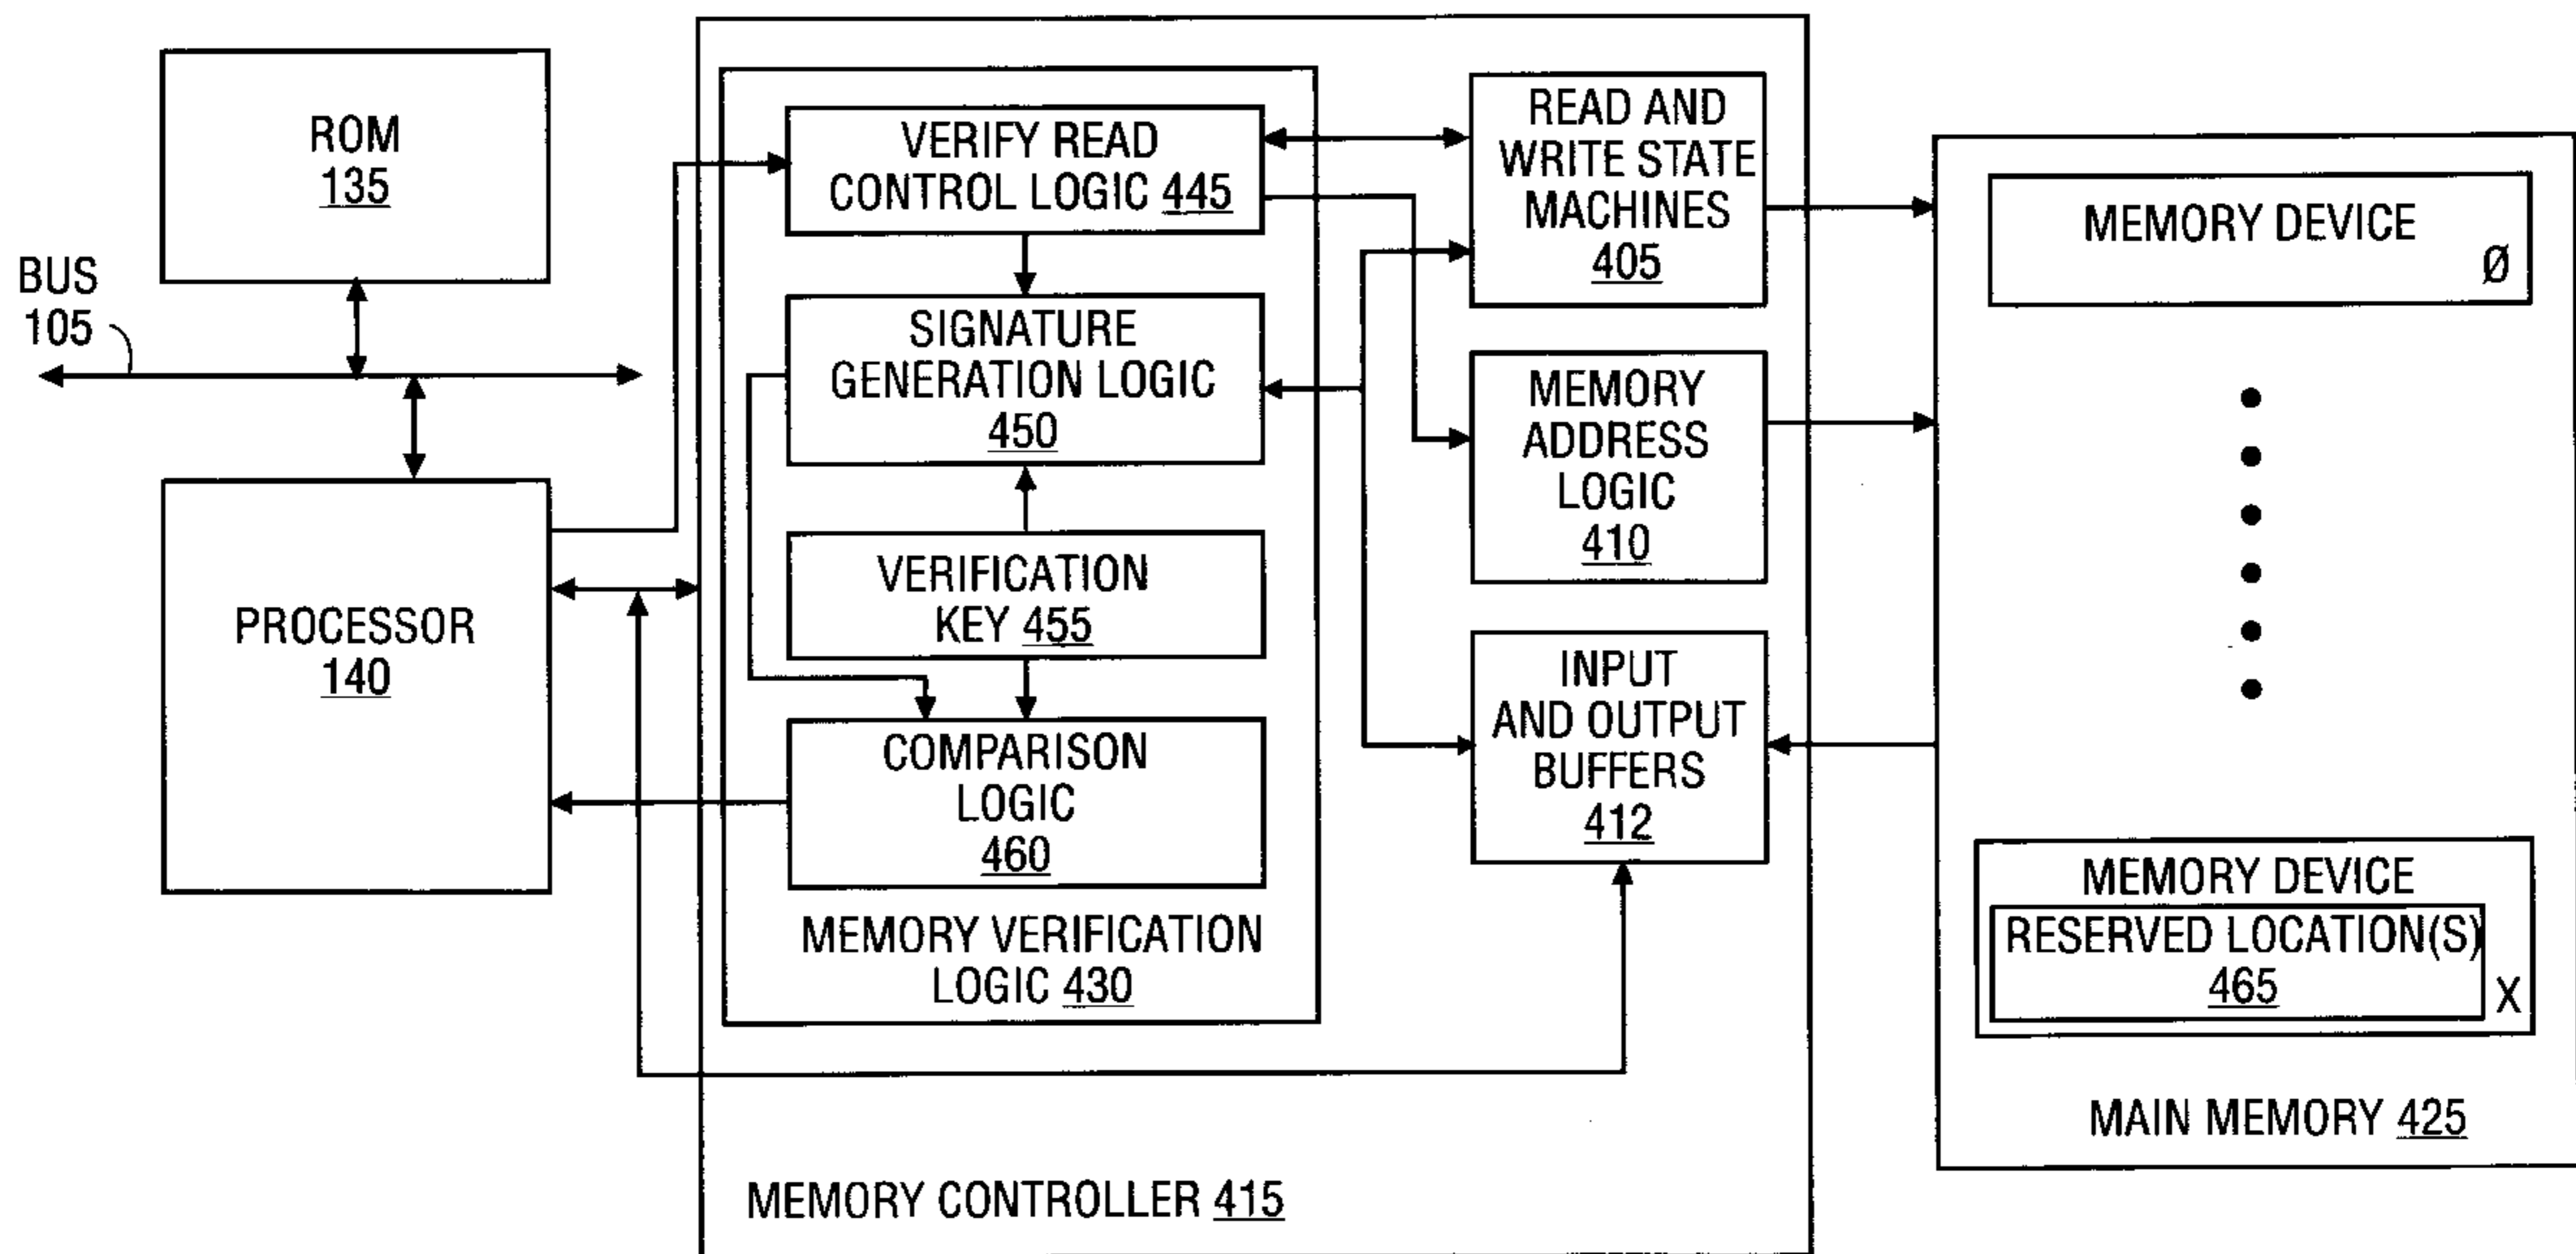 ROM
135
BUS
105
PROCESSOR
140
VERIFY READ
CONTROL LOGIC 445
SIGNATURE
GENERATION LOGIC
450
VERIFICATION
KEY 455
COMPARISON
LOGIC
460
MEMORY VERIFICATION
LOGIC 430
READ AND
WRITE STATE
MACHINES
405
MEMORY
ADDRESS
LOGIC
410
INPUT
AND OUTPUT
BUFFERS
412
MEMORY CONTROLLER 415
MEMORY DEVICE
Ø
MEMORY DEVICE
RESERVED LOCATION(S)
465
X
MAIN MEMORY 425